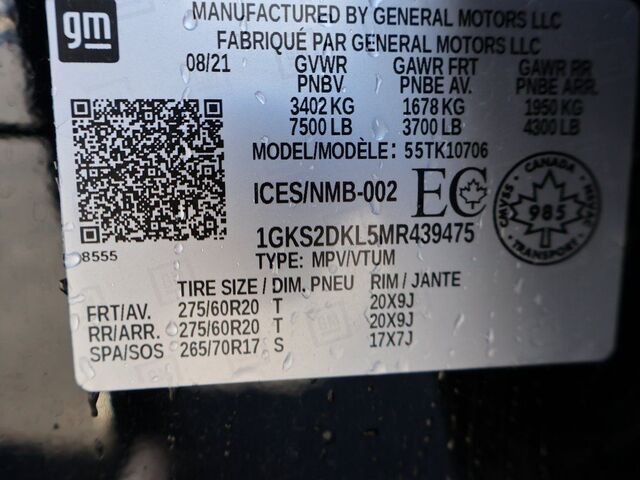 gm
MANUFACTURED BY GENERAL MOTORS LLC
FABRIQUÉ PAR GENERAL MOTORS LLC
08/21 GVWR GAWR FRT GAWR RR
PNBV PNBE AV. PNBE ARR.
3402 KG 1678 KG 1950 KG
7500 LB 3700 LB 4300 LB
MODEL/MODÈLE: 55TK10706
ICES/NMB-002 EC
CANADA
CMVSS 985 NSVAC
TRANSPORT
1GKS2DKL5MR439475
8555
TYPE: MPV/VTUM
TIRE SIZE / DIM. PNEU RIM / JANTE
FRT/AV. 275/60R20 T 20X9J
RR/ARR. 275/60R20 T 20X9J
SPA/SOS 265/70R17 S 17X7J